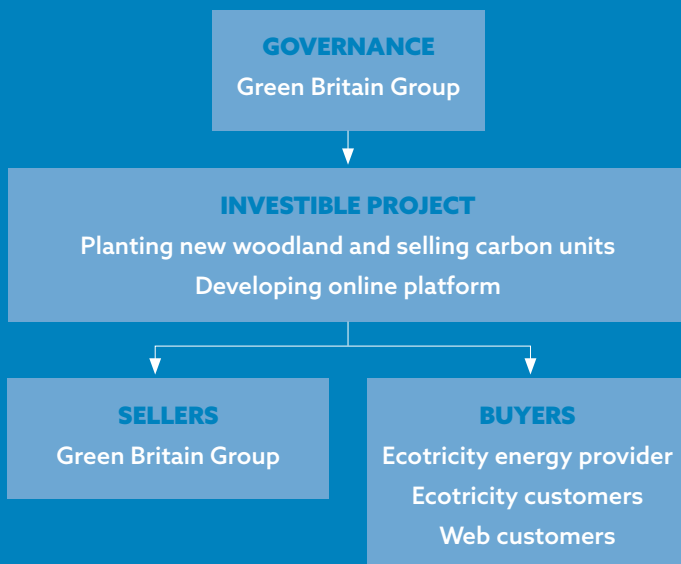 GOVERNANCE
Green Britain Group
INVESTIBLE PROJECT
Planting new woodland and selling carbon units
Developing online platform
SELLERS
Green Britain Group
BUYERS
Ecotricity energy provider
Ecotricity customers
Web customers